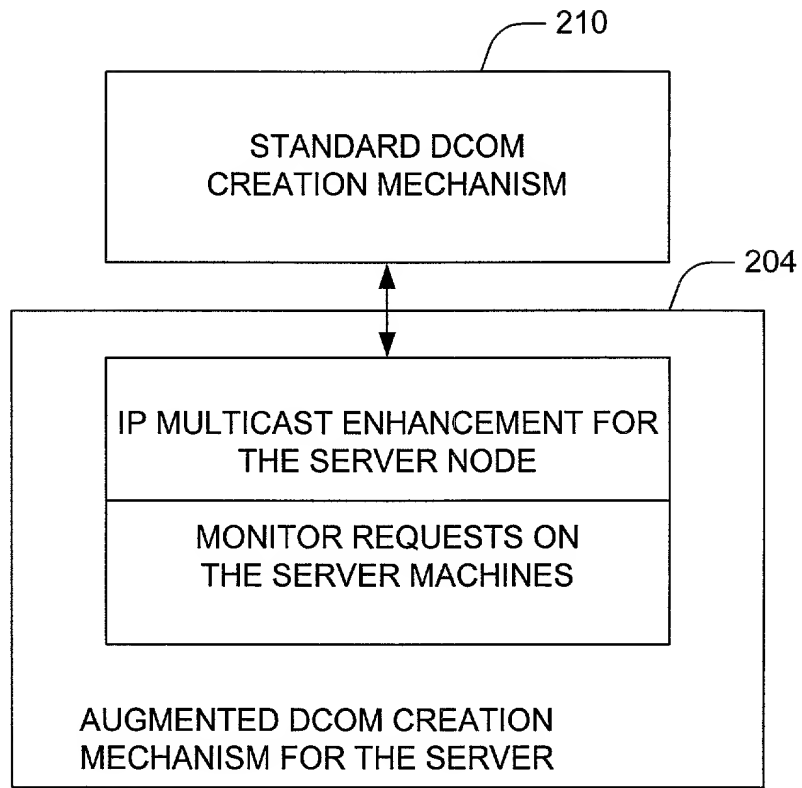 210
STANDARD DCOM
CREATION MECHANISM
204
IP MULTICAST ENHANCEMENT FOR
THE SERVER NODE
MONITOR REQUESTS ON
THE SERVER MACHINES
AUGMENTED DCOM CREATION
MECHANISM FOR THE SERVER